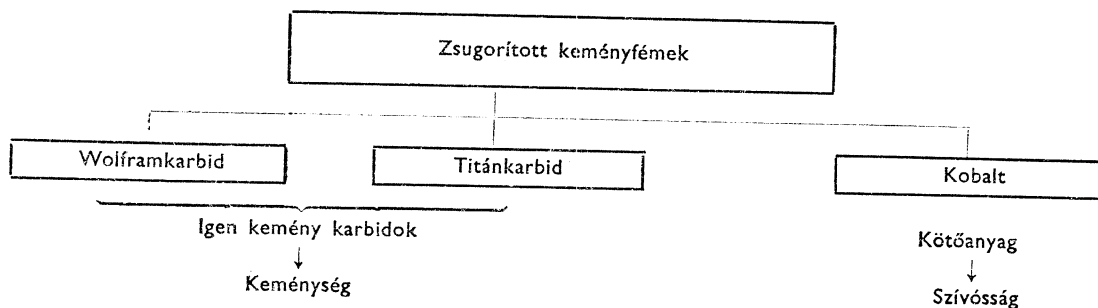 Zsugorított keményfémek
Wolframkarbid
Titánkarbid
Kobalt
Igen kemény karbidok
Kötőanyag
Keménység
Szívósság